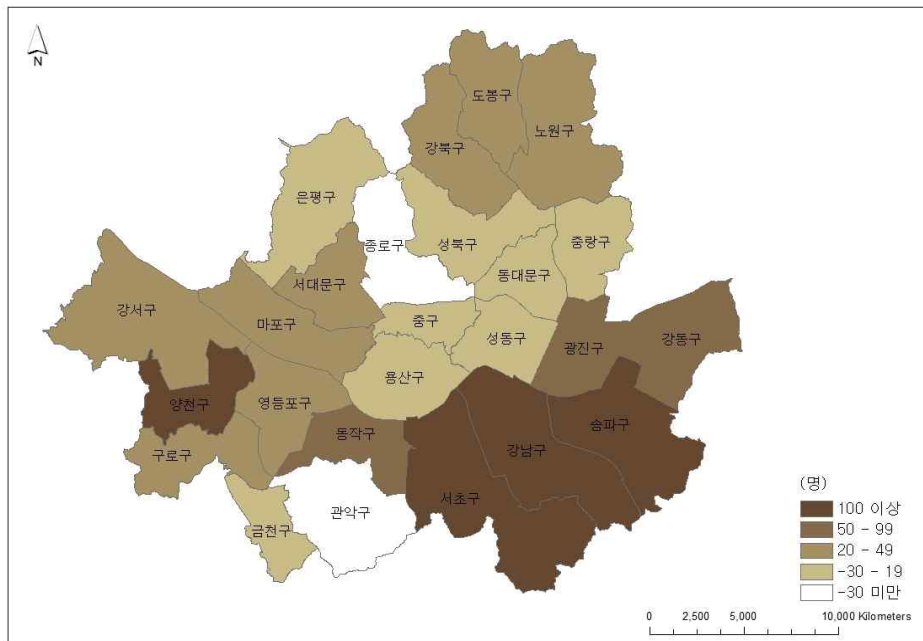 N
도봉구
노원구
강북구
은평구
종로구
성북구
중랑구
동대문구
서대문구
강서구
마포구
중구
성동구
광진구
강동구
용산구
양천구
영등포구
송파구
동작구
강남구
구로구
서초구
관악구
금천구
(명)
100 이상
50 - 99
20 - 49
-30 - 19
-30 미만
0 2,500 5,000 10,000 Kilometers